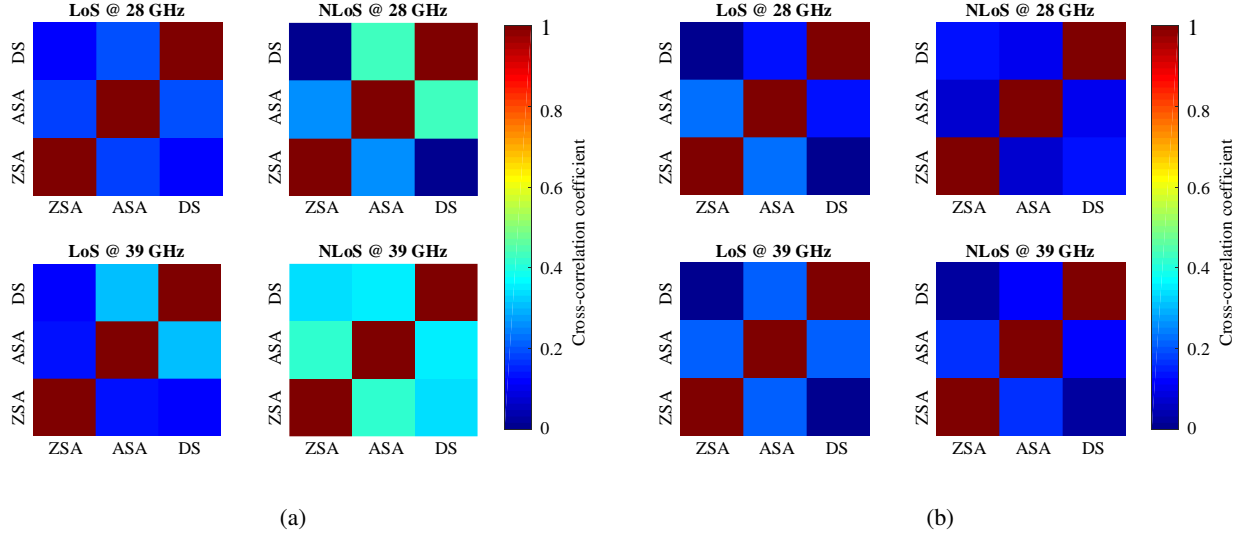 LoS @ 28 GHz
NLoS @ 28 GHz
DS
ASA
ZSA
DS
ASA
ZSA
ZSA ASA DS
ZSA ASA DS
LoS @ 39 GHz
NLoS @ 39 GHz
DS
ASA
ZSA
DS
ASA
ZSA
ZSA ASA DS
ZSA ASA DS
1
0.8
0.6
0.4
0.2
0
Cross-correlation coefficient
(a)
LoS @ 28 GHz
NLoS @ 28 GHz
DS
ASA
ZSA
DS
ASA
ZSA
ZSA ASA DS
ZSA ASA DS
LoS @ 39 GHz
NLoS @ 39 GHz
DS
ASA
ZSA
DS
ASA
ZSA
ZSA ASA DS
ZSA ASA DS
1
0.8
0.6
0.4
0.2
0
Cross-correlation coefficient
(b)